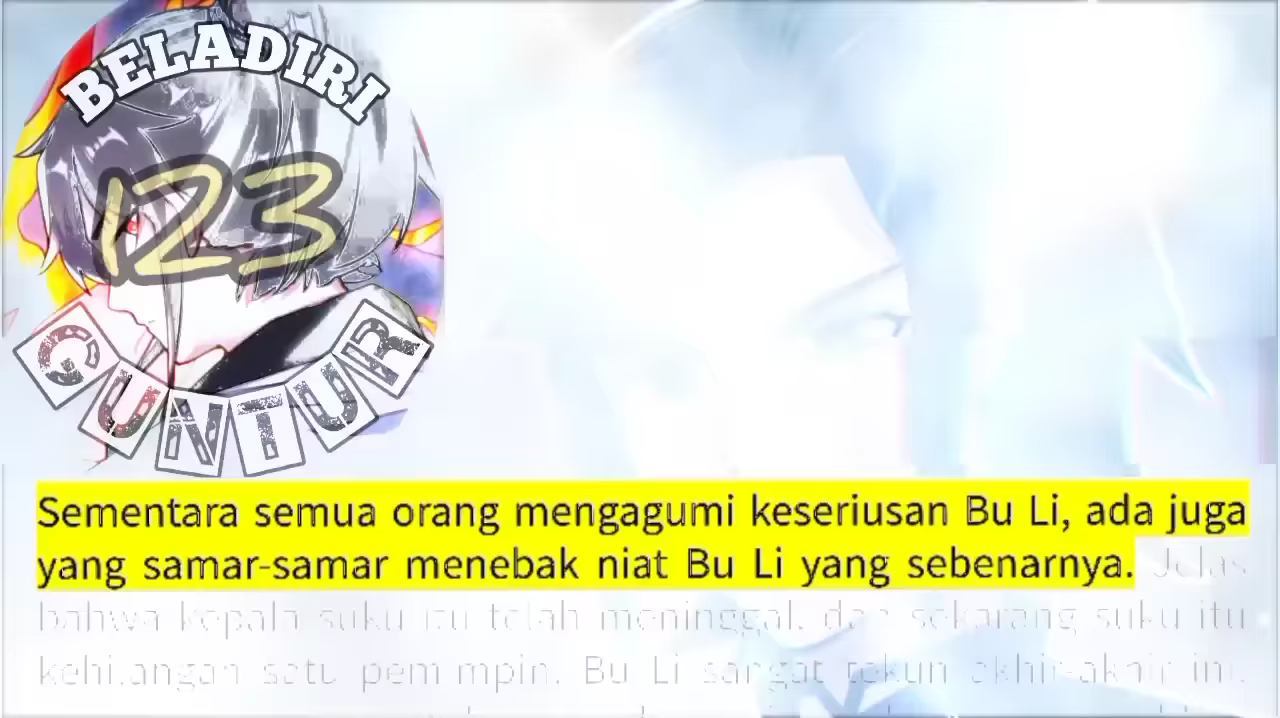 BELADIRI
123
GUNTUR
Sementara semua orang mengagumi keseriusan Bu Li, ada juga
yang samar-samar menebak niat Bu Li yang sebenarnya. Jelas
bahwa kepala suku itu telah meninggal, dan sekarang suku itu
kehilangan satu pemimpin. Bu Li sangat tekun akhir-akhir ini.